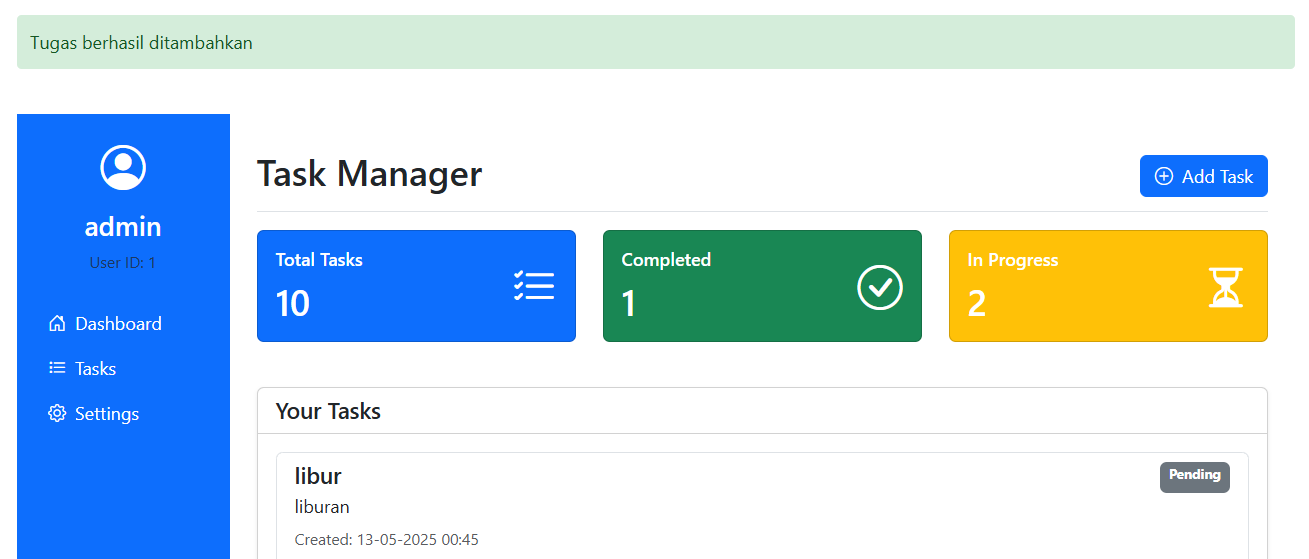 Tugas berhasil ditambahkan
admin
User ID: 1
Dashboard
Tasks
Settings
Task Manager
Add Task
Total Tasks
10
Completed
1
In Progress
2
Your Tasks
libur
Pending
liburan
Created: 13-05-2025 00:45